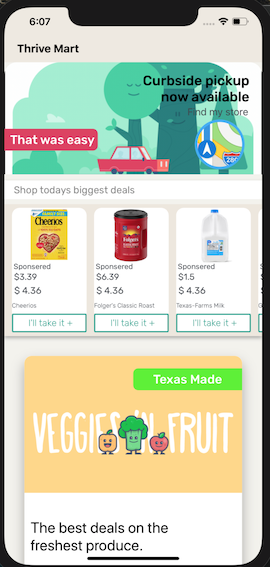 6:07
Thrive Mart
Curbside pickup
now available
Find my store
280
That was easy
Shop todays biggest deals
Cheerios
Folgers
Sponsered
Sponsered
Sponsered
$3.39
$6.39
$1.5
$ 4.36
$ 4.36
$ 4.36
Cheerios
Folger's Classic Roast
Texas-Farms Milk
I'll take it +
I'll take it +
I'll take it +
Texas Made
VEGGIES N FRUIT
The best deals on the
freshest produce.